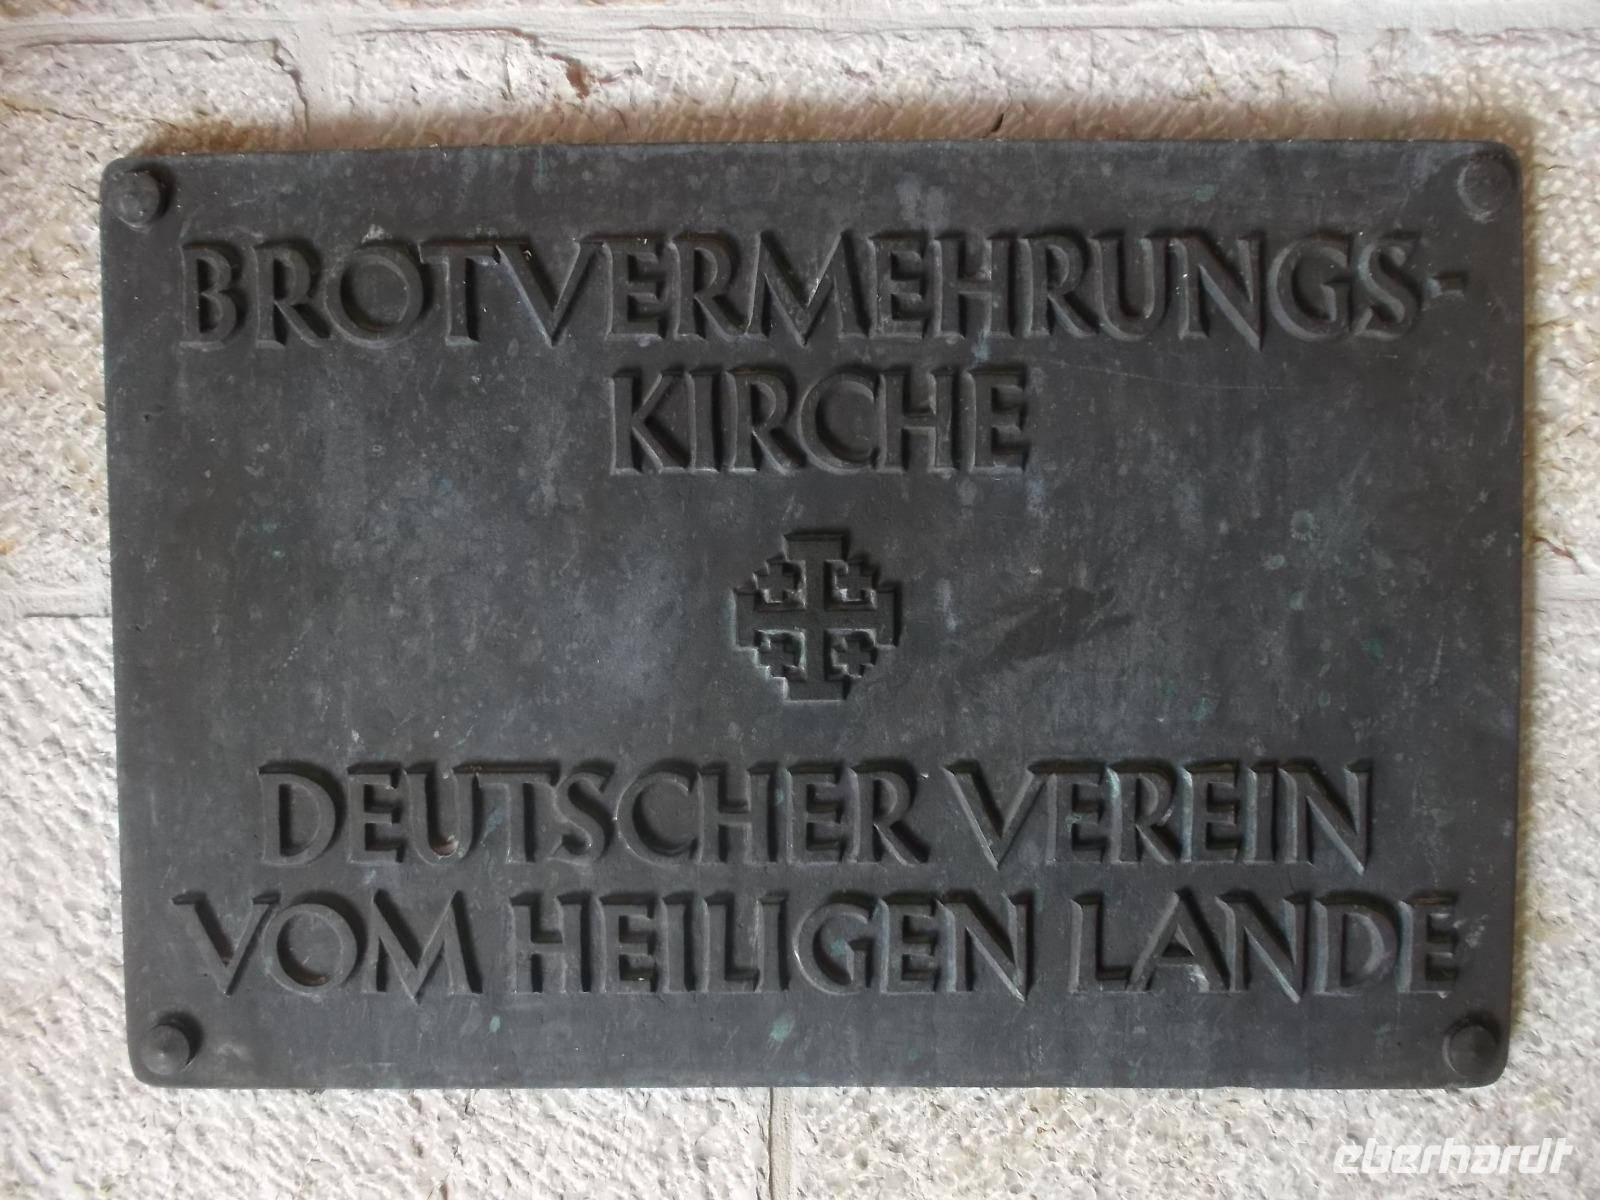 BROTVERMEHRUNGS-
KIRCHE
DEUTSCHER VEREIN
VOM HEILIGEN LANDE
eberhardt